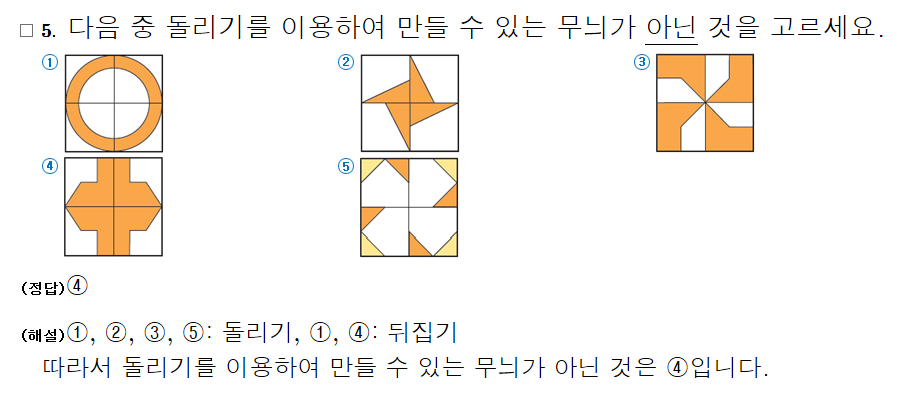 □ 5. 다음 중 돌리기를 이용하여 만들 수 있는 무늬가 아닌 것을 고르세요.
① ② ③
④ ⑤
(정답)④
(해설)①, ②, ③, ⑤: 돌리기, ①, ④: 뒤집기
따라서 돌리기를 이용하여 만들 수 있는 무늬가 아닌 것은 ④입니다.